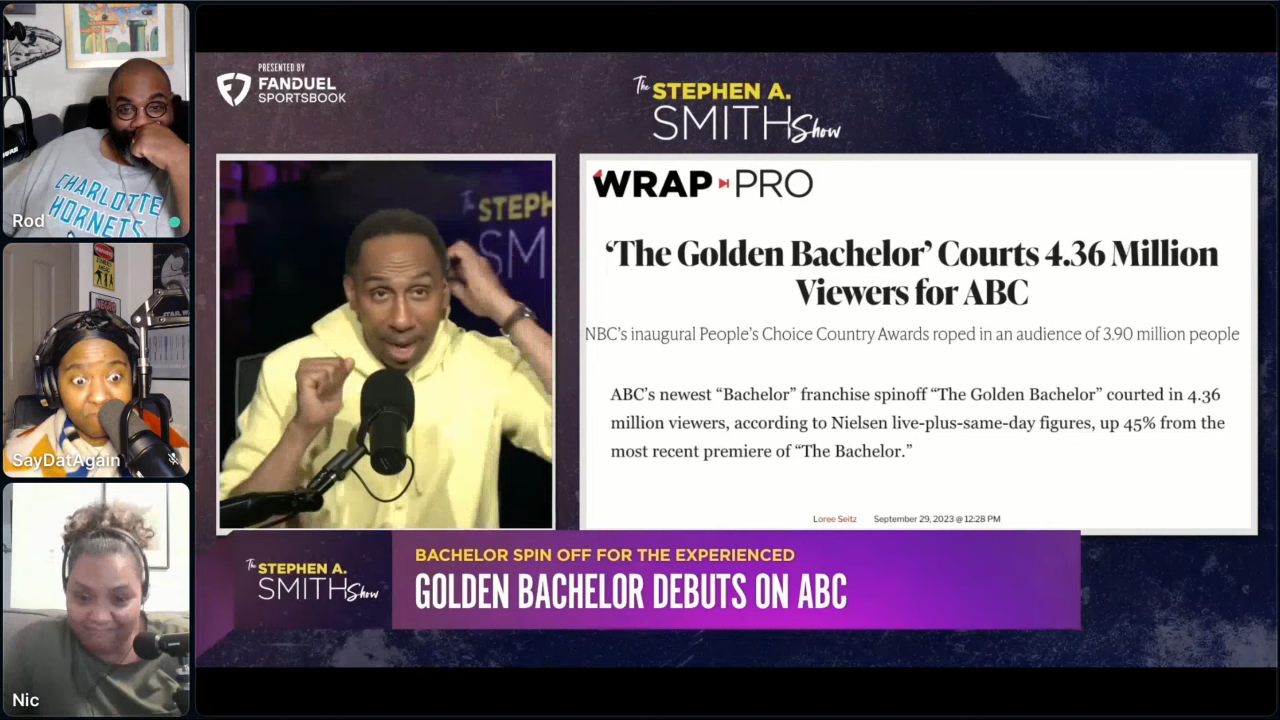 CHARLOTTE
HORNETS
Rod
SayDatAgain
Nic
PRESENTED BY
FANDUEL
SPORTSBOOK
The
STEPHEN A.
SMITH Show
STEPH
SM
WRAP PRO
‘The Golden Bachelor’ Courts 4.36 Million
Viewers for ABC
NBC’s inaugural People’s Choice Country Awards roped in an audience of 3.90 million people
ABC’s newest “Bachelor” franchise spinoff “The Golden Bachelor” courted in 4.36
million viewers, according to Nielsen live-plus-same-day figures, up 45% from the
most recent premiere of “The Bachelor.”
Loree Seitz September 29, 2023 @ 12:28 PM
The
STEPHEN A.
SMITH Show
BACHELOR SPIN OFF FOR THE EXPERIENCED
GOLDEN BACHELOR DEBUTS ON ABC